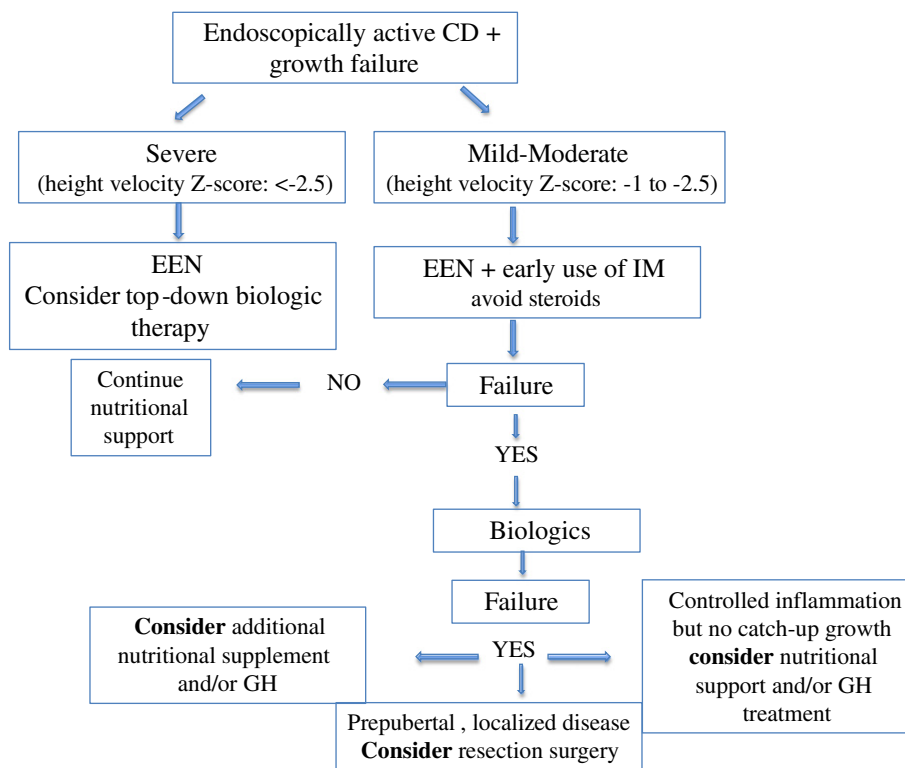 Endoscopically active CD +
growth failure
Severe
(height velocity Z-score: <-2.5)
Mild-Moderate
(height velocity Z-score: -1 to -2.5)
EEN
Consider top-down biologic
therapy
EEN + early use of IM
avoid steroids
Continue
nutritional
support
NO
Failure
YES
Biologics
Failure
Consider additional
nutritional supplement
and/or GH
YES
Controlled inflammation
but no catch-up growth
consider nutritional
support and/or GH
treatment
Prepubertal , localized disease
Consider resection surgery